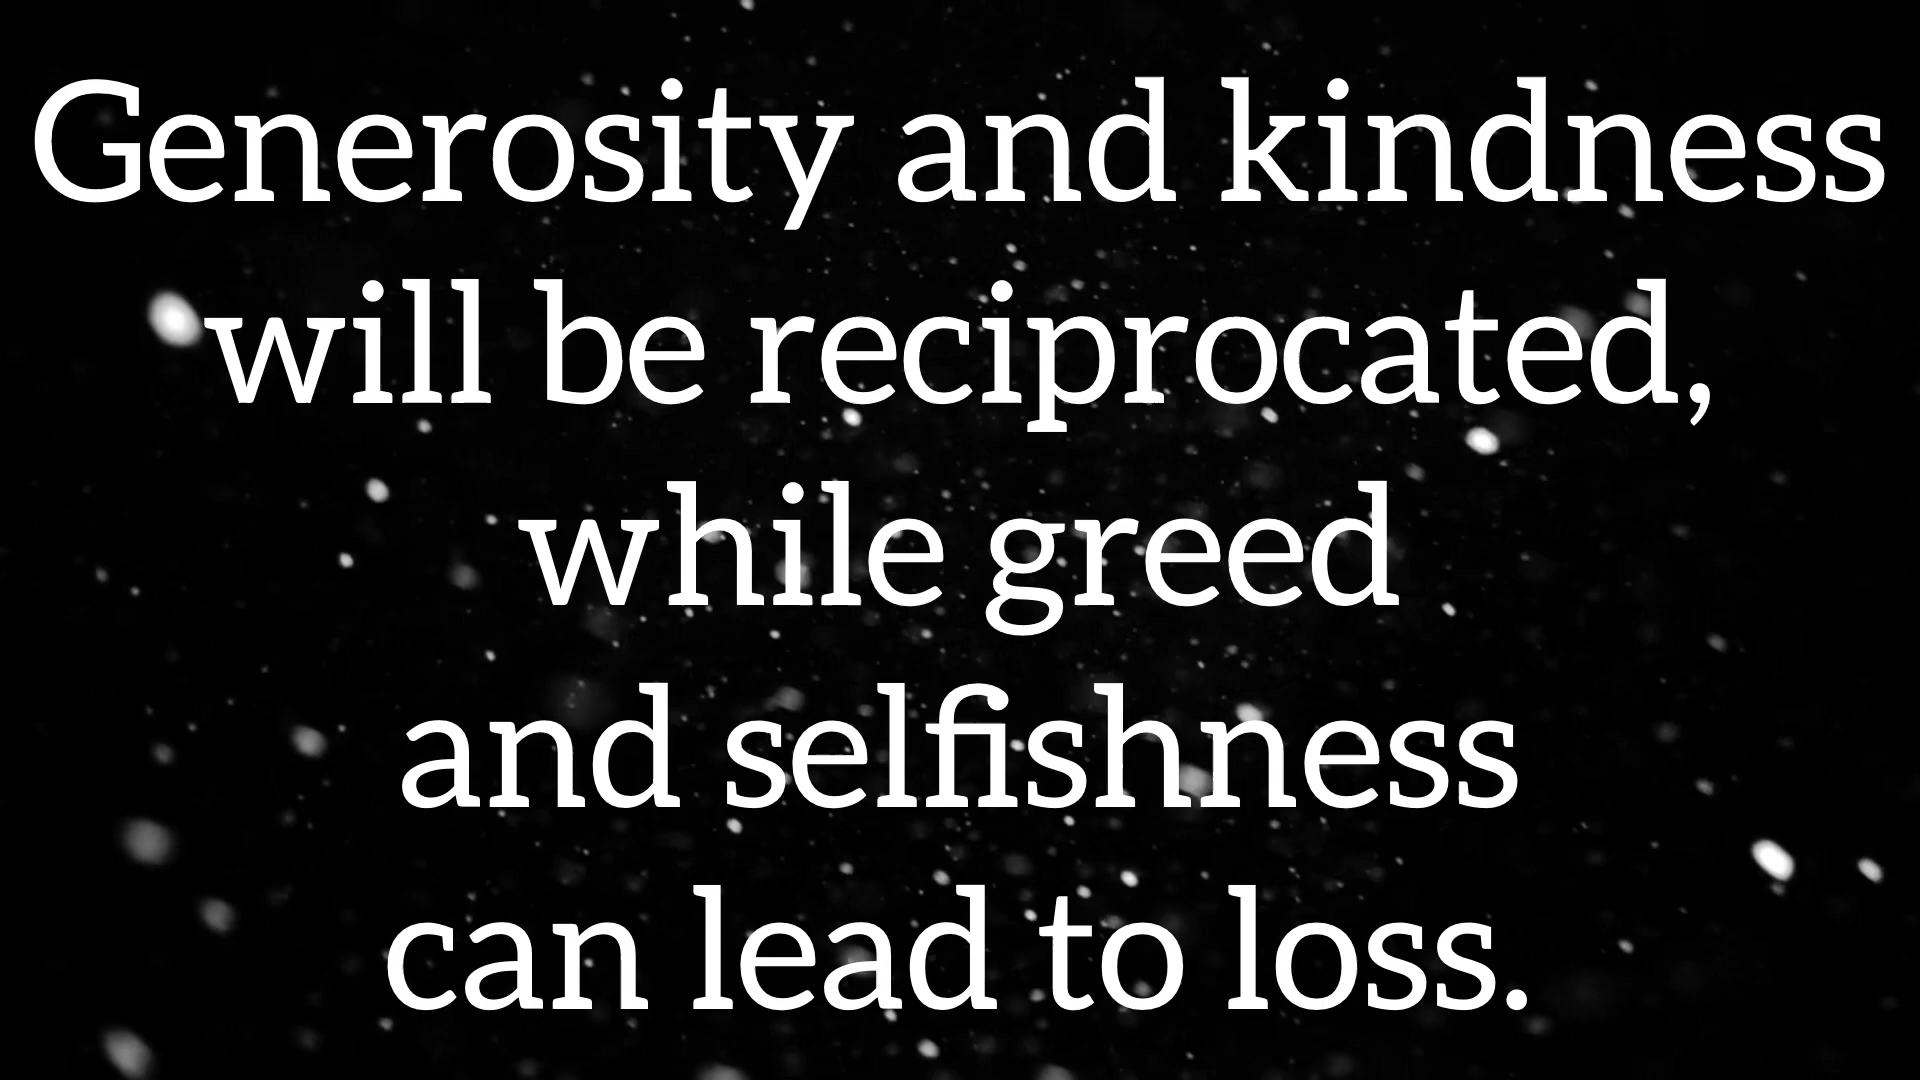 Generosity and kindness
will be reciprocated,
while greed
and selfishness
can lead to loss.